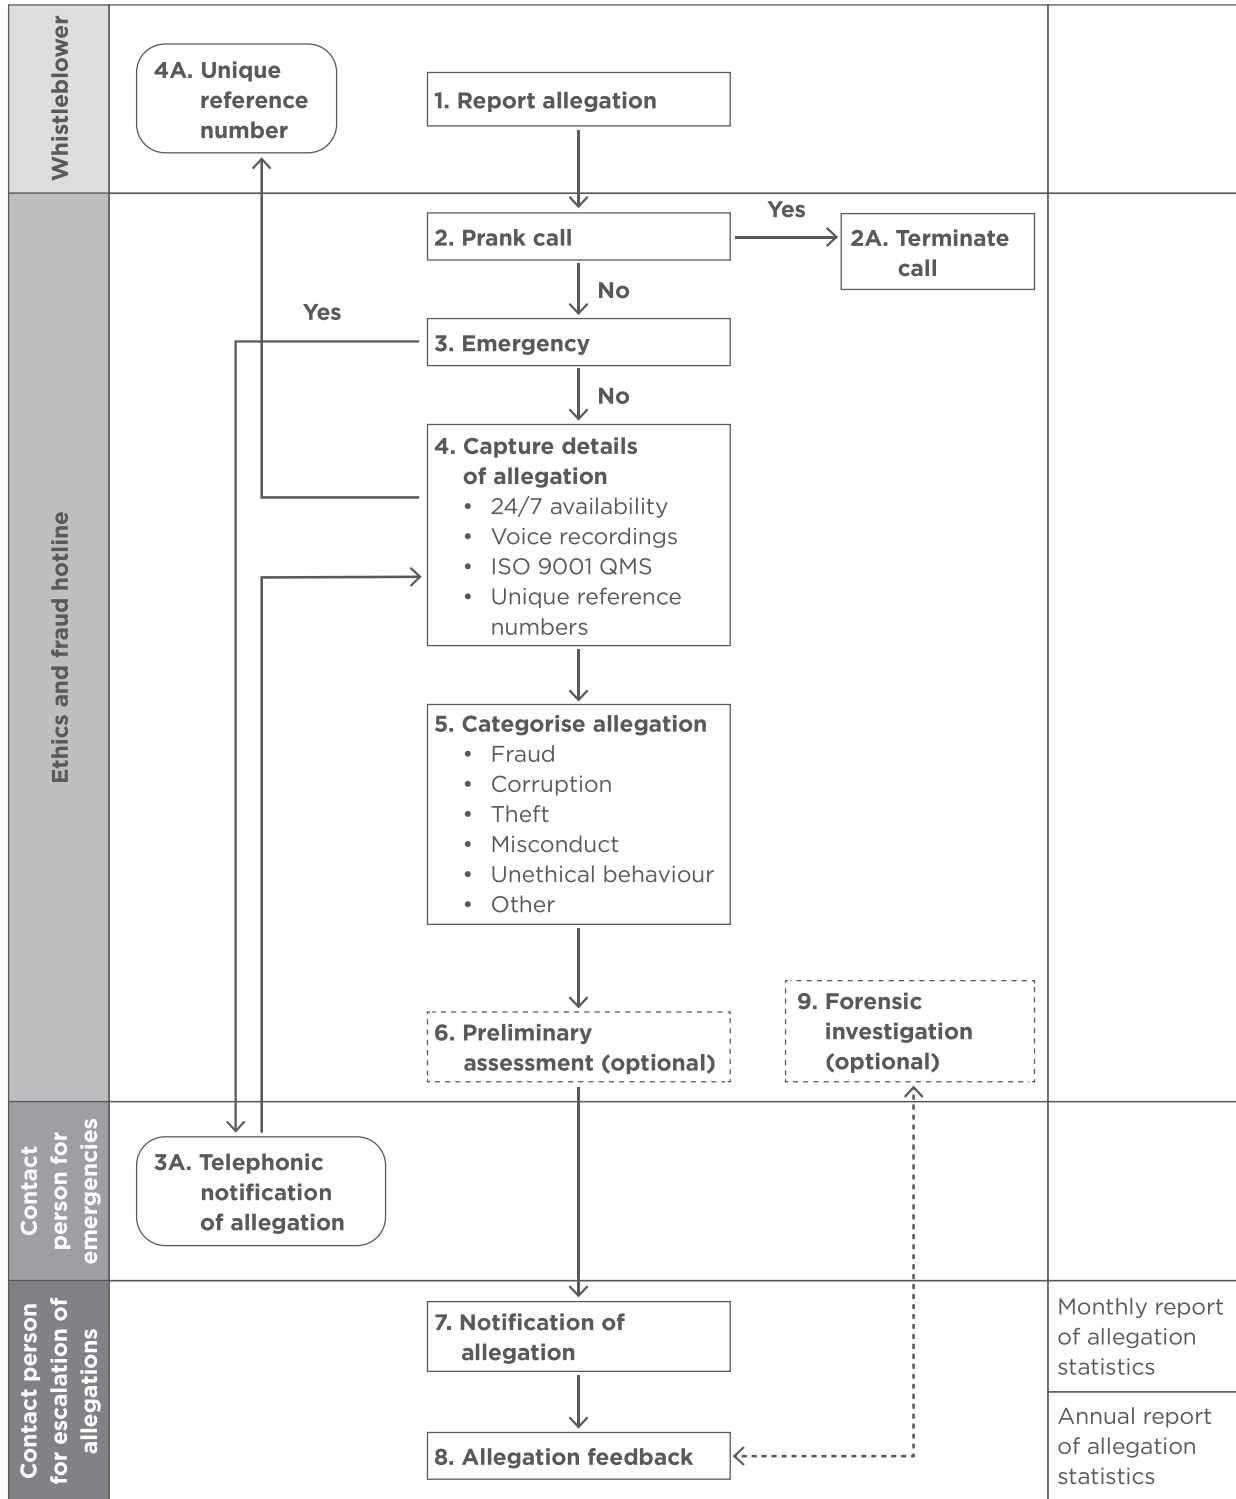 Whistleblower
4A. Unique
reference
number
1. Report allegation
Ethics and fraud hotline
2. Prank call
Yes
2A. Terminate
call
No
Yes
3. Emergency
No
4. Capture details
of allegation
• 24/7 availability
• Voice recordings
• ISO 9001 QMS
• Unique reference
numbers
5. Categorise allegation
• Fraud
• Corruption
• Theft
• Misconduct
• Unethical behaviour
• Other
6. Preliminary
assessment (optional)
9. Forensic
investigation
(optional)
Contact
person for
emergencies
3A. Telephonic
notification
of allegation
Contact person
for escalation of
allegations
7. Notification of
allegation
8. Allegation feedback
Monthly report
of allegation
statistics
Annual report
of allegation
statistics